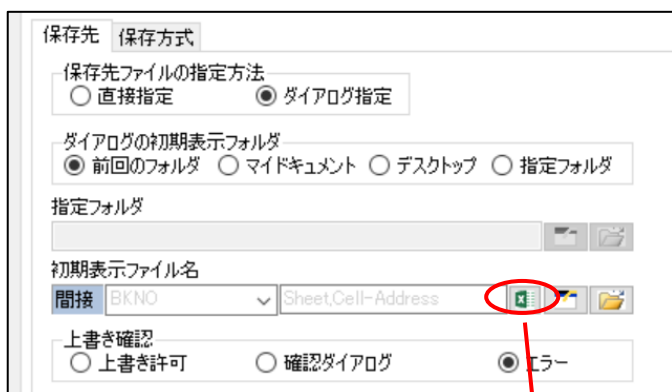 保存先 保存方式
保存先ファイルの指定方法
直接指定 ダイアログ指定
ダイアログの初期表示フォルダ
前回のフォルダ マイドキュメント デスクトップ 指定フォルダ
指定フォルダ
初期表示ファイル名
間接 BKNO Sheet,Cell-Address
上書き確認
上書き許可 確認ダイアログ エラー